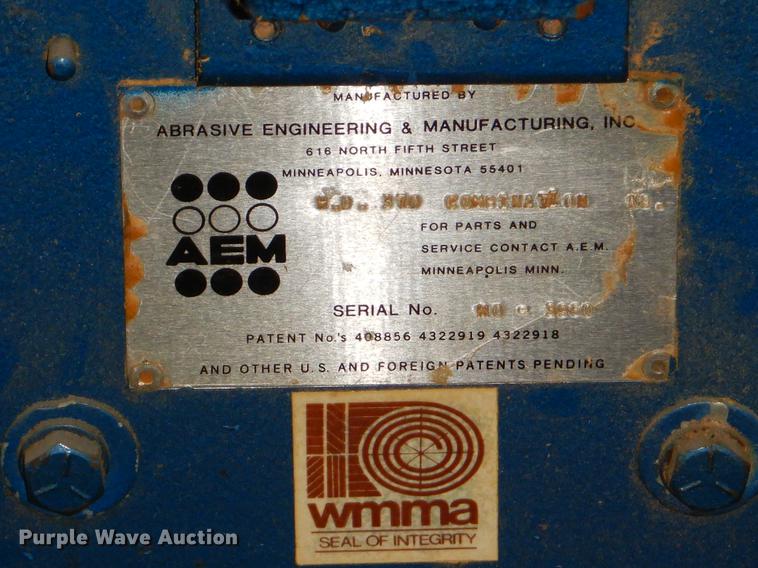 MANUFACTURED BY
ABRASIVE ENGINEERING & MANUFACTURING, INC
616 NORTH FIFTH STREET
MINNEAPOLIS, MINNESOTA 55401
AEM
FOR PARTS AND
SERVICE CONTACT A.E.M.
MINNEAPOLIS MINN.
SERIAL No.
PATENT No.'s 408856 4322919 4322918
AND OTHER U.S. AND FOREIGN PATENTS PENDING
wmma
SEAL OF INTEGRITY
Purple Wave Auction